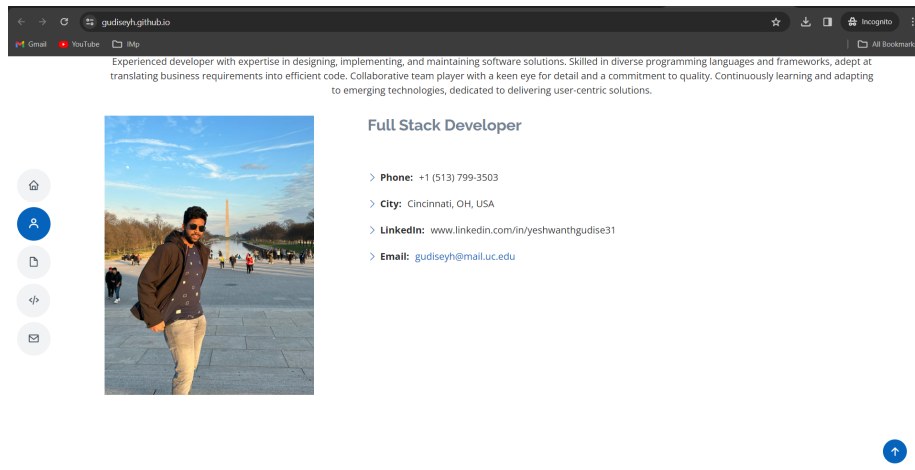 gudiseyh.github.io
Incognito
Gmail
YouTube
IMp
All Bookmark
Experienced developer with expertise in designing, implementing, and maintaining software solutions. Skilled in diverse programming languages and frameworks, adept at
translating business requirements into efficient code. Collaborative team player with a keen eye for detail and a commitment to quality. Continuously learning and adapting
to emerging technologies, dedicated to delivering user-centric solutions.
Full Stack Developer
Phone: +1 (513) 799-3503
City: Cincinnati, OH, USA
LinkedIn: www.linkedin.com/in/yeshwanthgudise31
Email: gudiseyh@mail.uc.edu